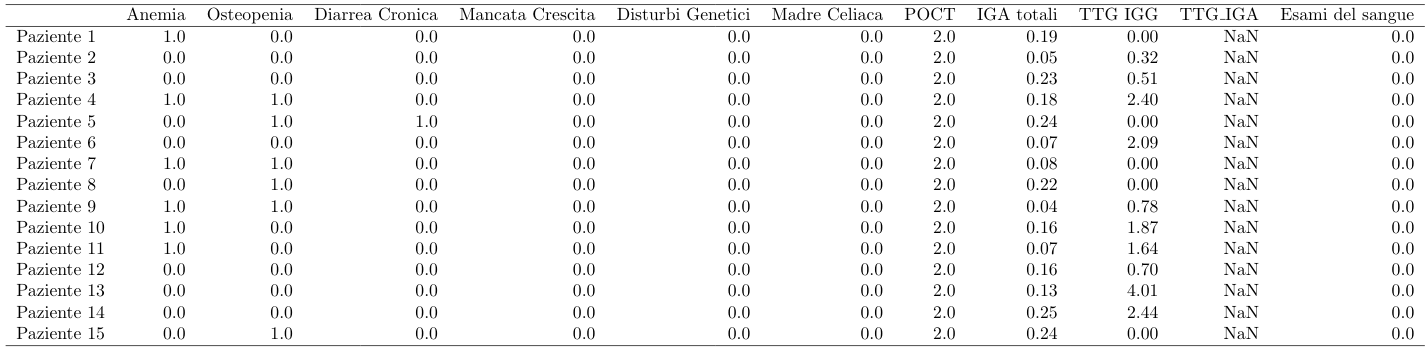 Anemia Osteopenia Diarrea Cronica Mancata Crescita Disturbi Genetici Madre Celiaca POCT IGA totali TTG IGG TTG_IGA Esami del sangue
Paziente 1 1.0 0.0 0.0 0.0 0.0 0.0 2.0 0.19 0.00 NaN 0.0
Paziente 2 0.0 0.0 0.0 0.0 0.0 0.0 2.0 0.05 0.32 NaN 0.0
Paziente 3 0.0 0.0 0.0 0.0 0.0 0.0 2.0 0.23 0.51 NaN 0.0
Paziente 4 1.0 1.0 0.0 0.0 0.0 0.0 2.0 0.18 2.40 NaN 0.0
Paziente 5 0.0 1.0 1.0 0.0 0.0 0.0 2.0 0.24 0.00 NaN 0.0
Paziente 6 0.0 0.0 0.0 0.0 0.0 0.0 2.0 0.07 2.09 NaN 0.0
Paziente 7 1.0 1.0 0.0 0.0 0.0 0.0 2.0 0.08 0.00 NaN 0.0
Paziente 8 0.0 1.0 0.0 0.0 0.0 0.0 2.0 0.22 0.00 NaN 0.0
Paziente 9 1.0 1.0 0.0 0.0 0.0 0.0 2.0 0.04 0.78 NaN 0.0
Paziente 10 1.0 0.0 0.0 0.0 0.0 0.0 2.0 0.16 1.87 NaN 0.0
Paziente 11 1.0 0.0 0.0 0.0 0.0 0.0 2.0 0.07 1.64 NaN 0.0
Paziente 12 0.0 0.0 0.0 0.0 0.0 0.0 2.0 0.16 0.70 NaN 0.0
Paziente 13 0.0 0.0 0.0 0.0 0.0 0.0 2.0 0.13 4.01 NaN 0.0
Paziente 14 0.0 0.0 0.0 0.0 0.0 0.0 2.0 0.25 2.44 NaN 0.0
Paziente 15 0.0 1.0 0.0 0.0 0.0 0.0 2.0 0.24 0.00 NaN 0.0